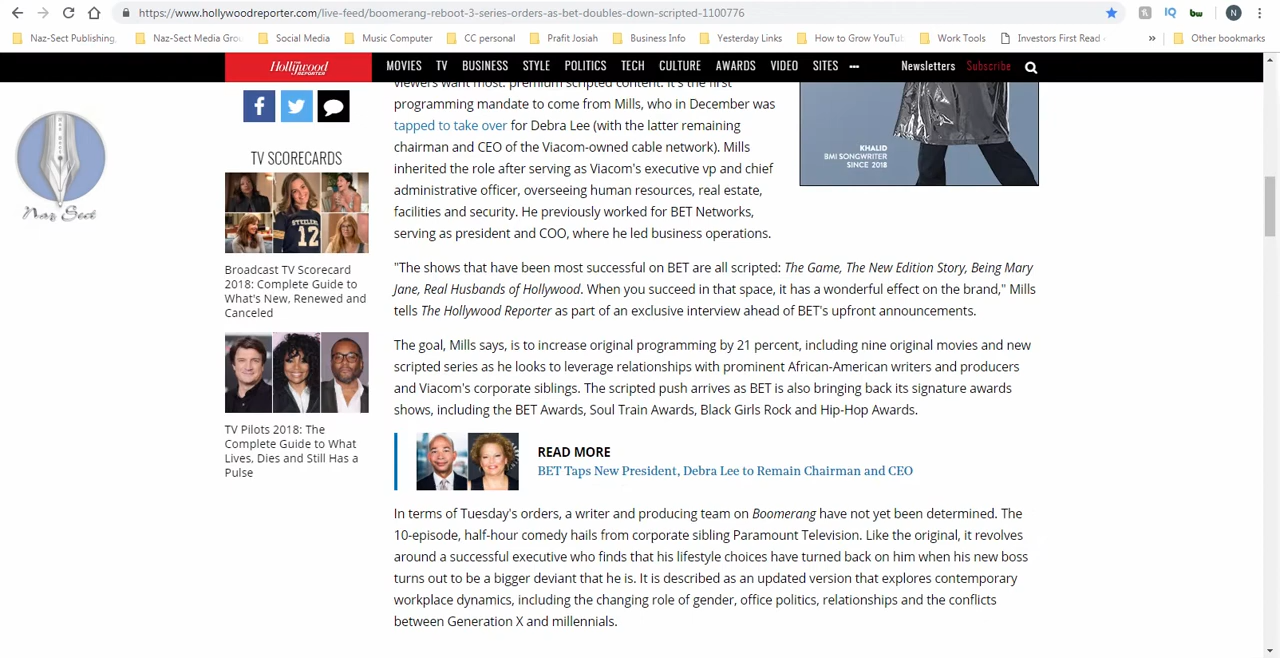 https://www.hollywoodreporter.com/live-feed/boomerang-reboot-3-series-orders-as-bet-doubles-down-scripted-1100776
IQ
bw
N
Naz-Sect Publishing,
Naz-Sect Media Grou
Social Media
Music Computer
CC personal
Prafit Josiah
Business Info
Yesterday Links
How to Grow YouTu
Work Tools
Investors First Read
»
Other bookmarks
Hollywood
REPORTER
MOVIES
TV
BUSINESS
STYLE
POLITICS
TECH
CULTURE
AWARDS
VIDEO
SITES
Newsletters
Subscribe
Naz Sect
TV SCORECARDS
STEELERS
12
Broadcast TV Scorecard
2018: Complete Guide to
What's New, Renewed and
Canceled
TV Pilots 2018: The
Complete Guide to What
Lives, Dies and Still Has a
Pulse
viewers want most: premium scripted content. It's the first
programming mandate to come from Mills, who in December was
tapped to take over for Debra Lee (with the latter remaining
chairman and CEO of the Viacom-owned cable network). Mills
inherited the role after serving as Viacom's executive vp and chief
administrative officer, overseeing human resources, real estate,
facilities and security. He previously worked for BET Networks,
serving as president and COO, where he led business operations.
KHALID
BMI SONGWRITER
SINCE 2018
"The shows that have been most successful on BET are all scripted: The Game, The New Edition Story, Being Mary
Jane, Real Husbands of Hollywood. When you succeed in that space, it has a wonderful effect on the brand," Mills
tells The Hollywood Reporter as part of an exclusive interview ahead of BET's upfront announcements.
The goal, Mills says, is to increase original programming by 21 percent, including nine original movies and new
scripted series as he looks to leverage relationships with prominent African-American writers and producers
and Viacom's corporate siblings. The scripted push arrives as BET is also bringing back its signature awards
shows, including the BET Awards, Soul Train Awards, Black Girls Rock and Hip-Hop Awards.
READ MORE
BET Taps New President, Debra Lee to Remain Chairman and CEO
In terms of Tuesday's orders, a writer and producing team on Boomerang have not yet been determined. The
10-episode, half-hour comedy hails from corporate sibling Paramount Television. Like the original, it revolves
around a successful executive who finds that his lifestyle choices have turned back on him when his new boss
turns out to be a bigger deviant that he is. It is described as an updated version that explores contemporary
workplace dynamics, including the changing role of gender, office politics, relationships and the conflicts
between Generation X and millennials.